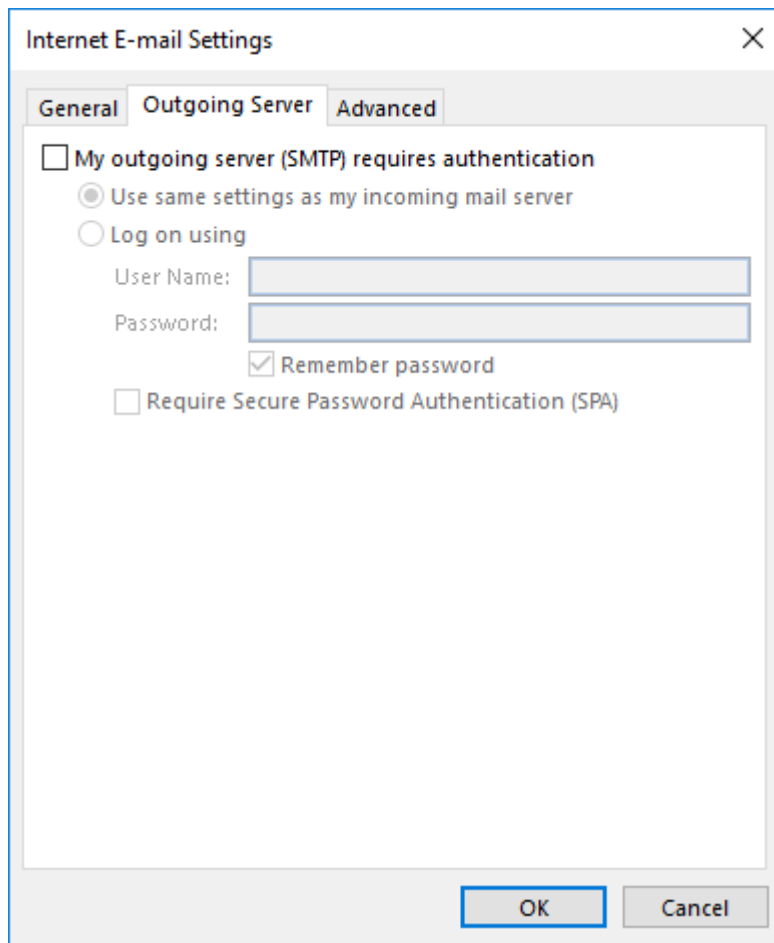 Internet E-mail Settings
General Outgoing Server Advanced
My outgoing server (SMTP) requires authentication
Use same settings as my incoming mail server
Log on using
User Name:
Password:
Remember password
Require Secure Password Authentication (SPA)
OK Cancel